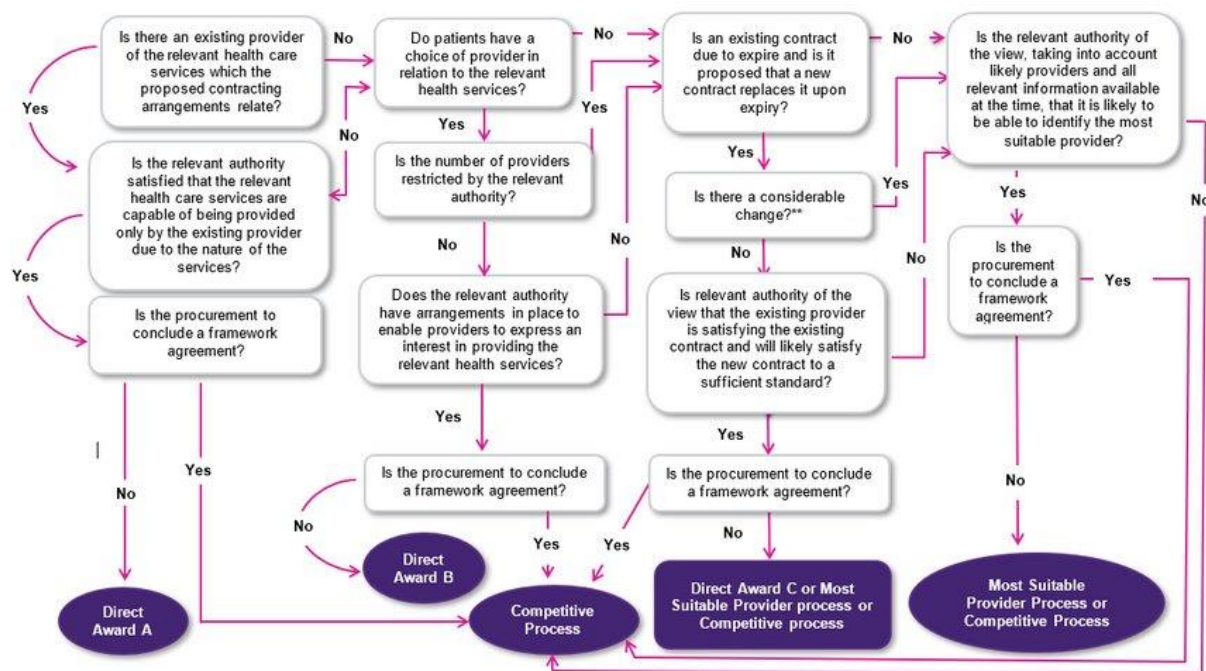 Is there an existing provider
of the relevant health care
services which the
proposed contracting
arrangements relate?
No
Yes
Is the relevant authority
satisfied that the relevant
health care services are
capable of being provided
only by the existing provider
due to the nature of the
services?
No
Yes
Is the procurement to
conclude a framework
agreement?
No
Yes
Direct
Award A
Do patients have a
choice of provider in
relation to the relevant
health services?
No
Yes
Is the number of providers
restricted by the relevant
authority?
Yes
No
Does the relevant authority
have arrangements in place to
enable providers to express an
interest in providing the
relevant health services?
No
Yes
Is the procurement to conclude
a framework agreement?
No
Yes
Direct
Award B
Competitive
Process
Is an existing contract
due to expire and is it
proposed that a new
contract replaces it upon
expiry?
No
Yes
Is there a considerable
change?**
Yes
No
Is relevant authority of the
view that the existing provider
is satisfying the existing
contract and will likely satisfy
the new contract to a
sufficient standard?
No
Yes
Is the procurement to conclude
a framework agreement?
Yes
No
Direct Award C or Most
Suitable Provider process or
Competitive process
Is the relevant authority
of the view, taking into account
likely providers and all
relevant information available
at the time, that it is likely to
be able to identify the most
suitable provider?
No
Yes
Is the
procurement
to conclude a
framework
agreement?
Yes
No
Most Suitable
Provider Process or
Competitive Process